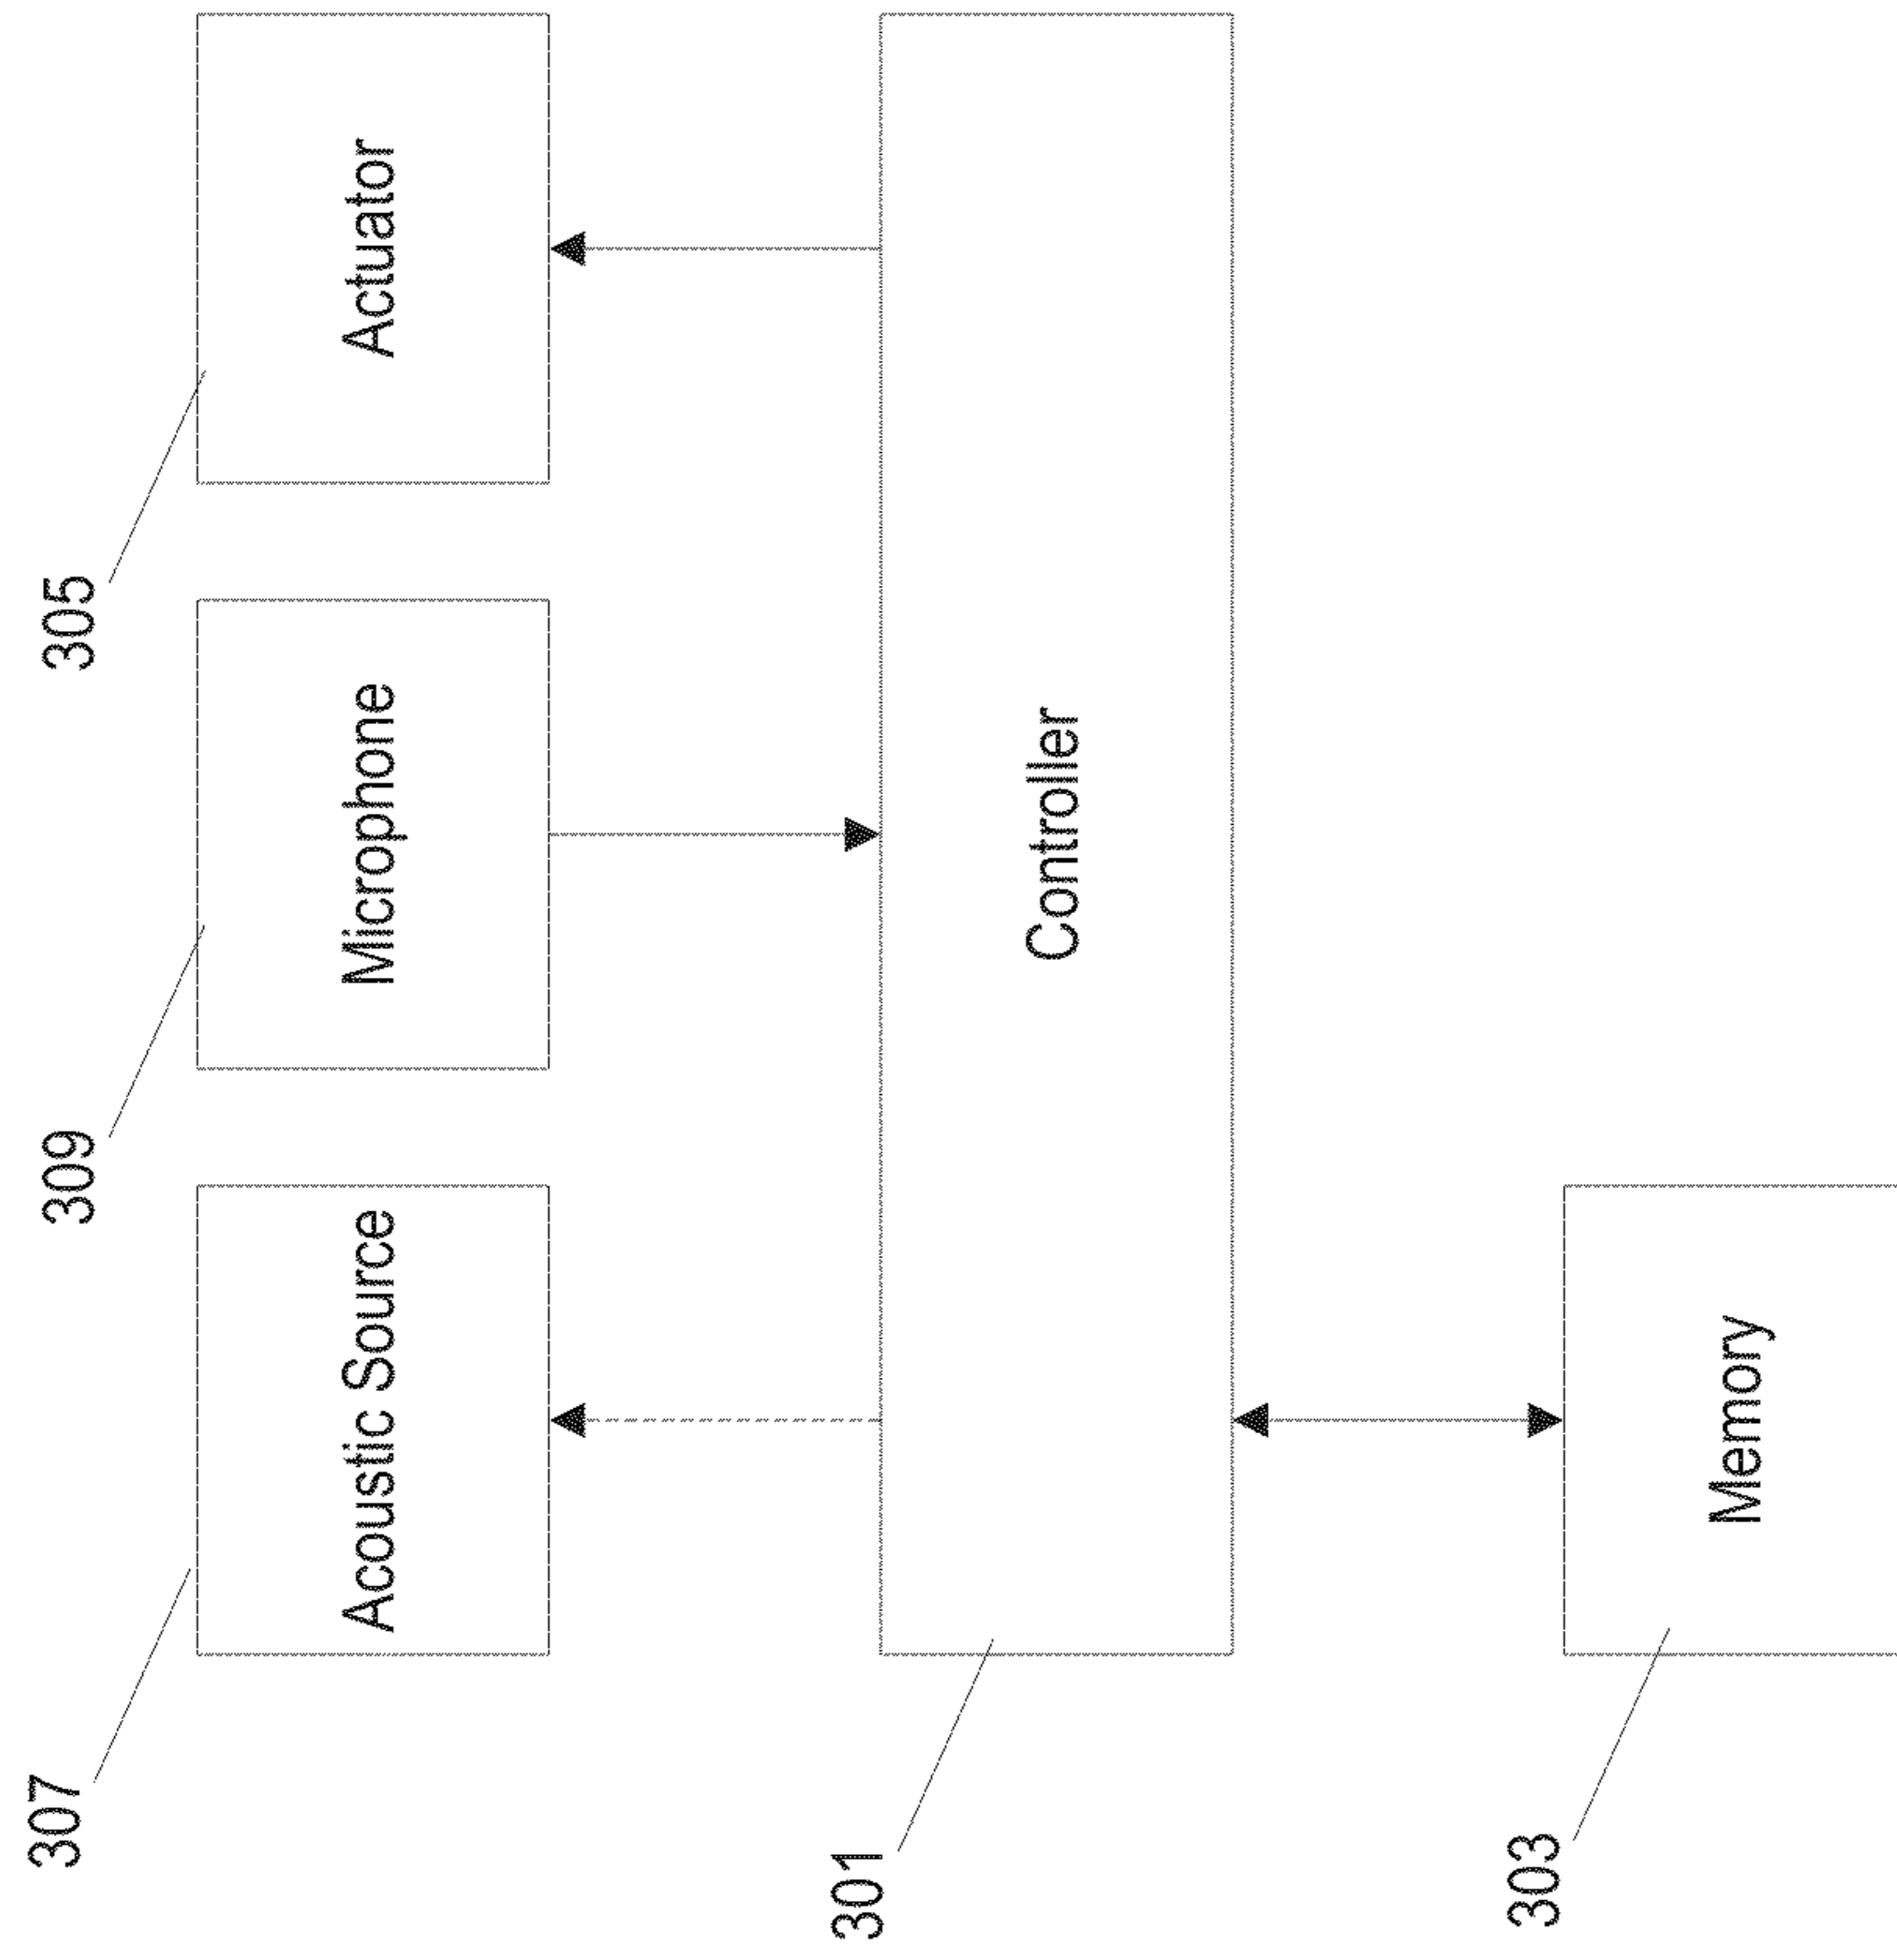 307
Acoustic Source
309
Microphone
305
Actuator
301
Controller
303
Memory